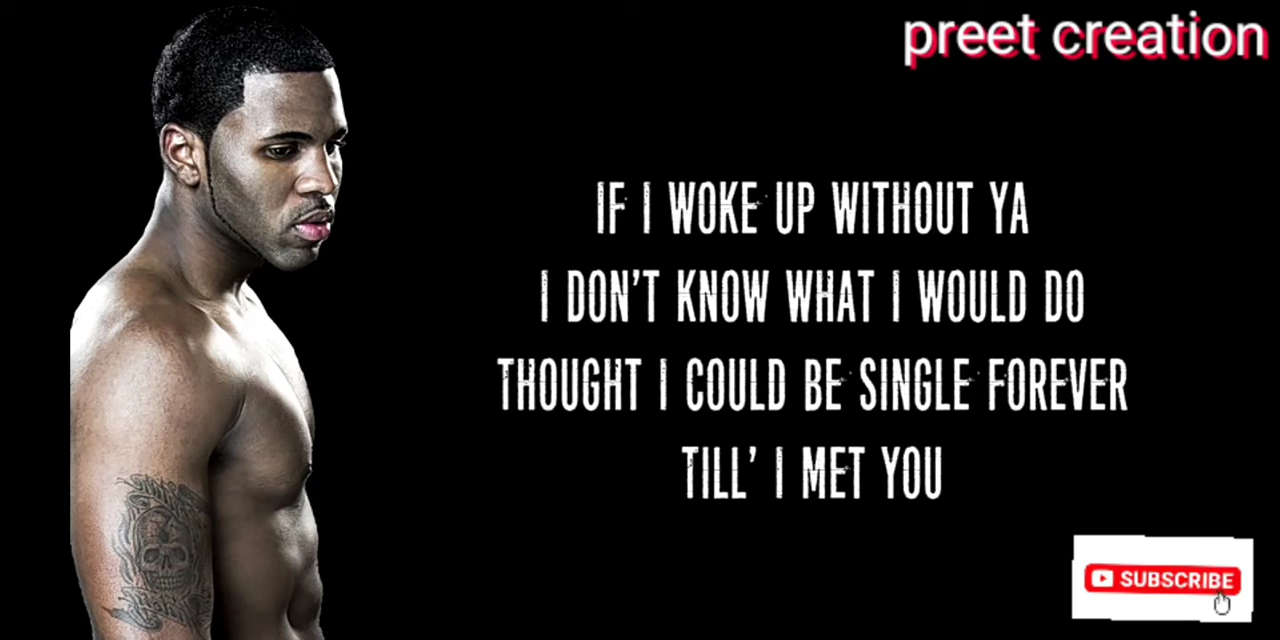 preet creation
IF I WOKE UP WITHOUT YA
I DON'T KNOW WHAT I WOULD DO
THOUGHT I COULD BE SINGLE FOREVER
TILL' I MET YOU
SUBSCRIBE